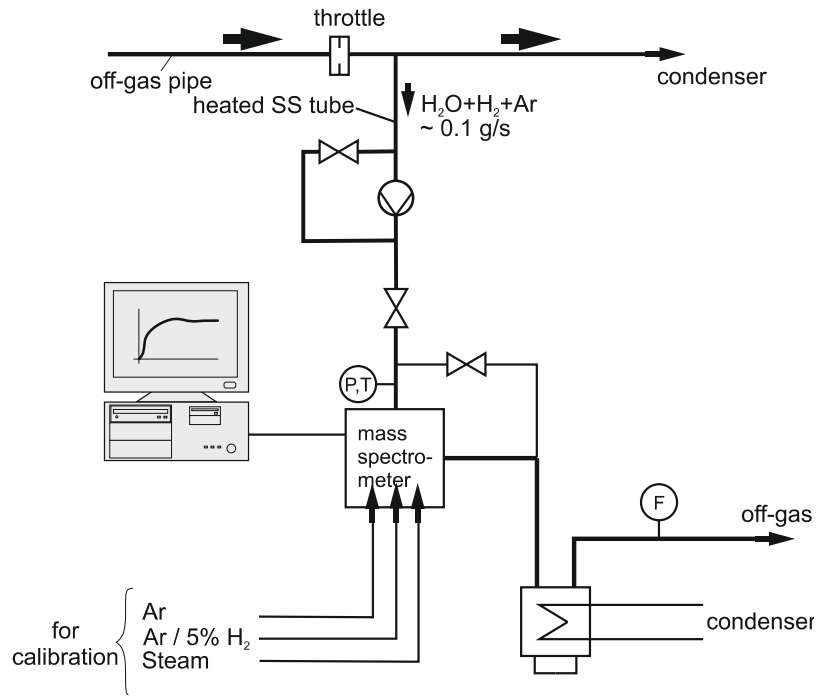 throttle
off-gas pipe
condenser
heated SS tube
H₂O+H₂+Ar
~ 0.1 g/s
P,T
mass
spectro-
meter
F
off-gas
condenser
for
calibration
Ar
Ar / 5% H₂
Steam